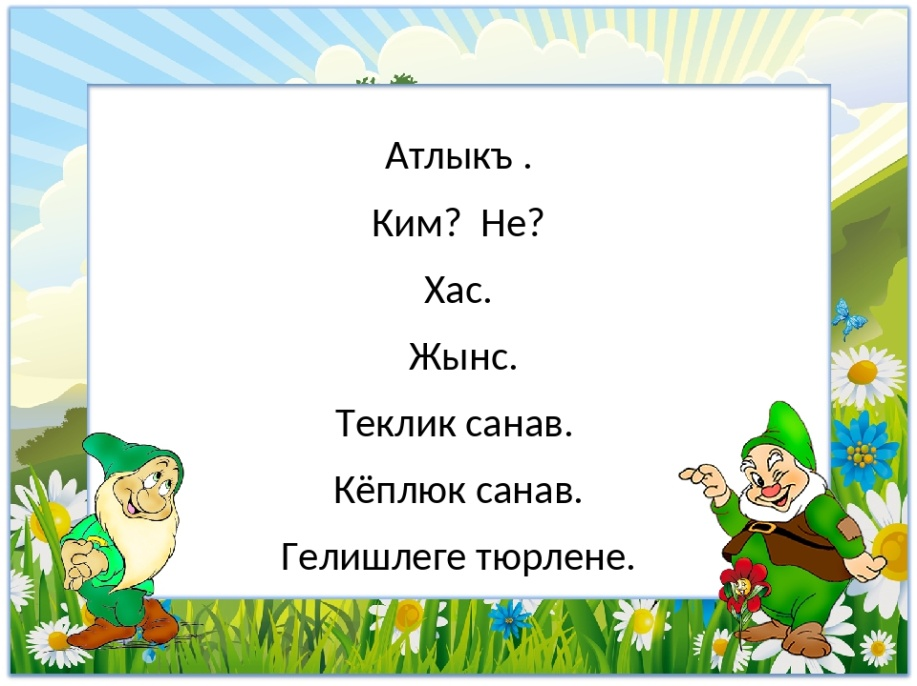 Атлыкъ .
Ким?  Не?
Хас.
Жынс.
Теклик санав.
Кёплюк санав.
Гелишлеге тюрлене.